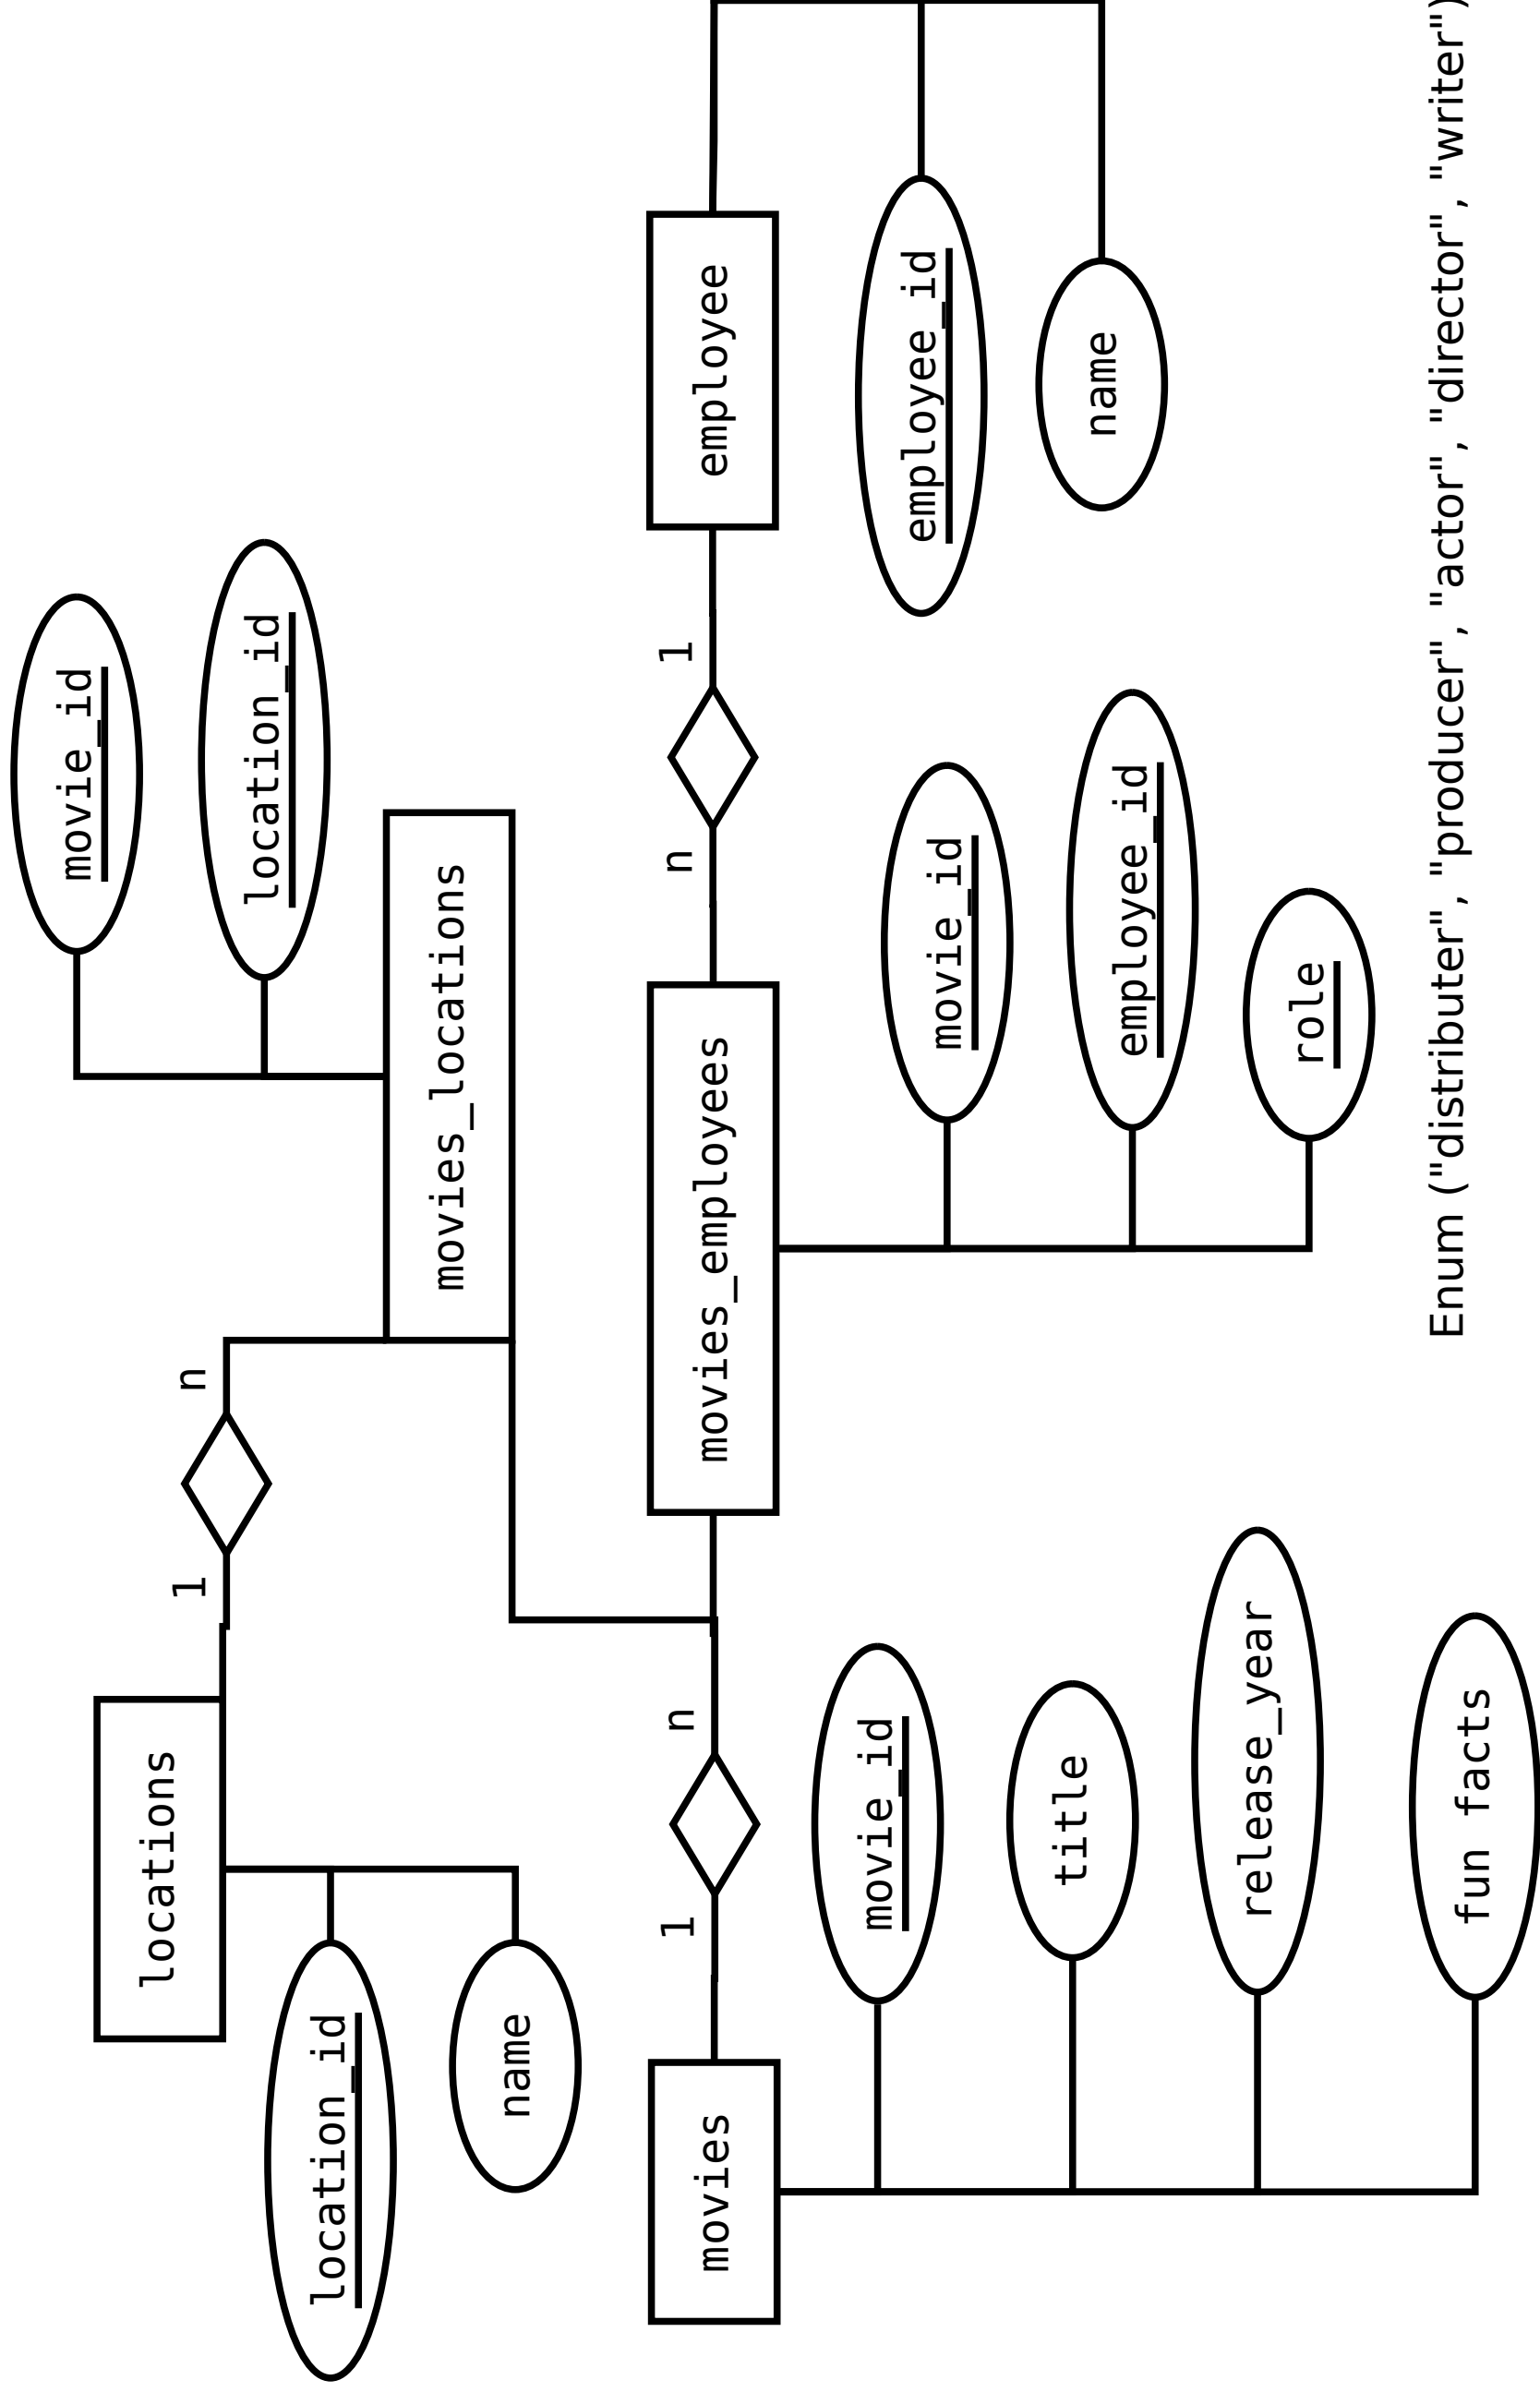 movie_id
location_id
locations
1
n
movies_locations
location_id
name
movies
1
n
movies_employees
n
1
employee
movie_id
title
release_year
fun facts
movie_id
employee_id
role
employee_id
name
Enum ("distributer", "producer", "actor", "director", "writer")